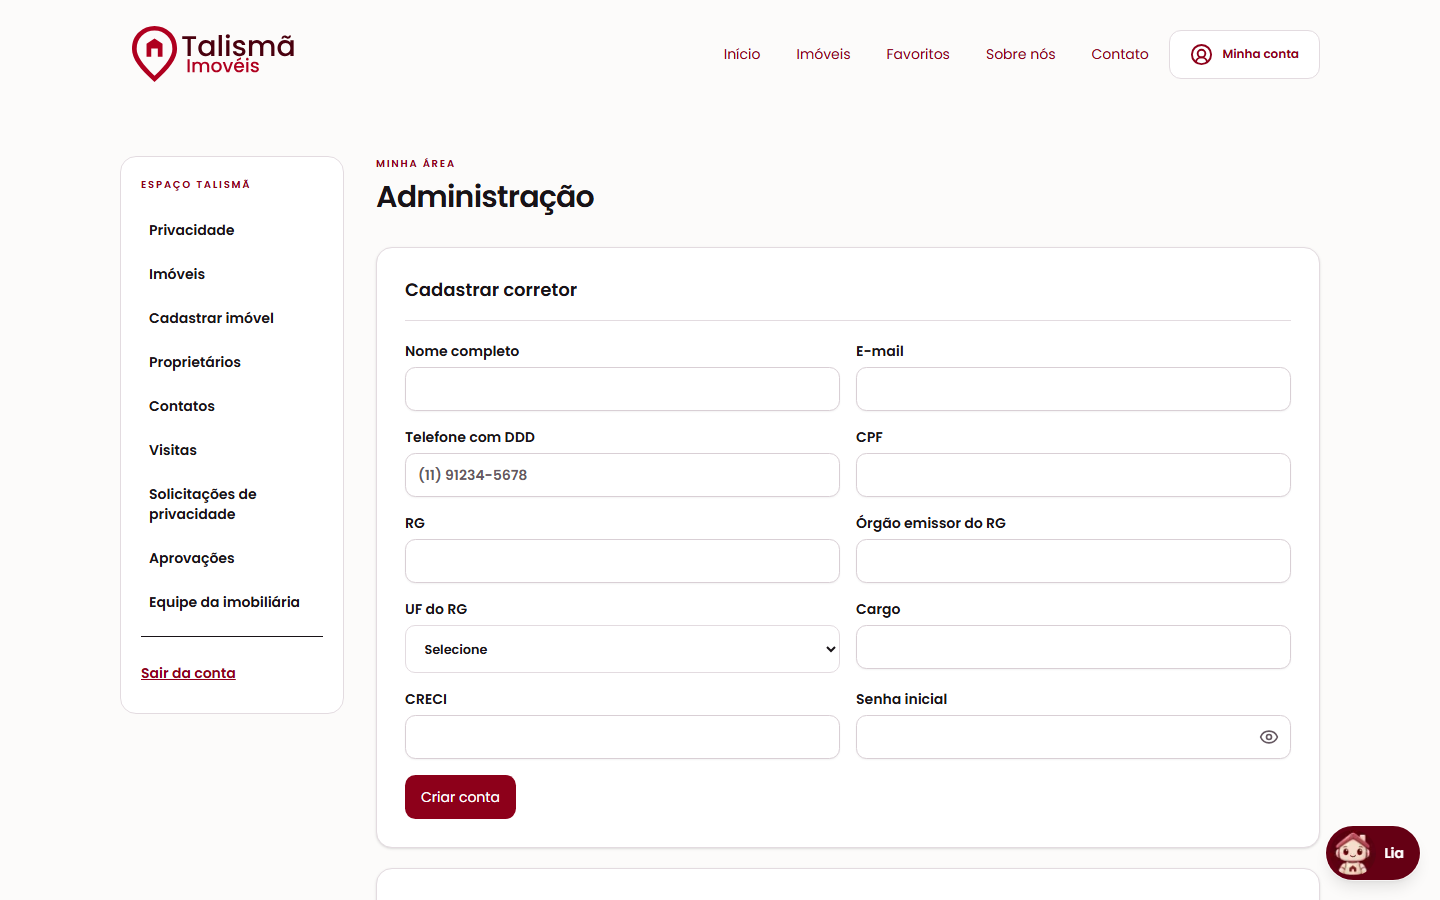 Talismã
Imovéis
Início
Imóveis
Favoritos
Sobre nós
Contato
Minha conta
ESPAÇO TALISMÃ
Privacidade
Imóveis
Cadastrar imóvel
Proprietários
Contatos
Visitas
Solicitações de
privacidade
Aprovações
Equipe da imobiliária
Sair da conta
MINHA ÁREA
Administração
Cadastrar corretor
Nome completo
E-mail
Telefone com DDD
CPF
(11) 91234-5678
RG
Órgão emissor do RG
UF do RG
Cargo
Selecione
CRECI
Senha inicial
Criar conta
Lia